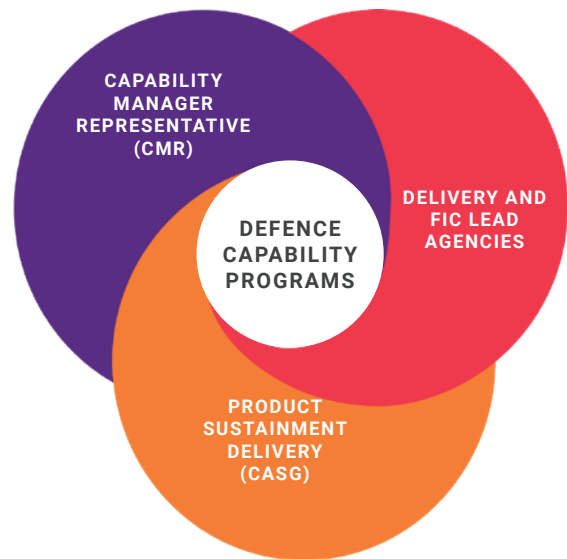 CAPABILITY
MANAGER
REPRESENTATIVE
(CMR)
DELIVERY AND
FIC LEAD
AGENCIES
DEFENCE
CAPABILITY
PROGRAMS
PRODUCT
SUSTAINMENT
DELIVERY
(CASG)